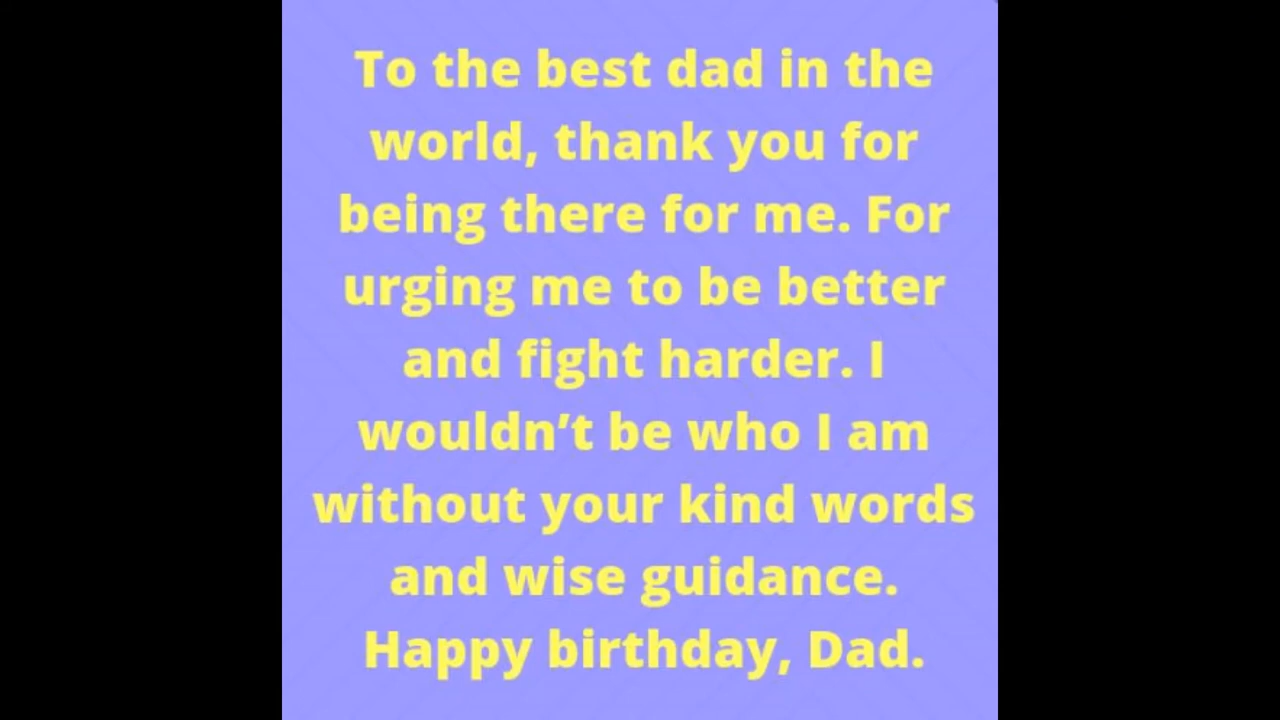 To the best dad in the
world, thank you for
being there for me. For
urging me to be better
and fight harder. I
wouldn’t be who I am
without your kind words
and wise guidance.
Happy birthday, Dad.